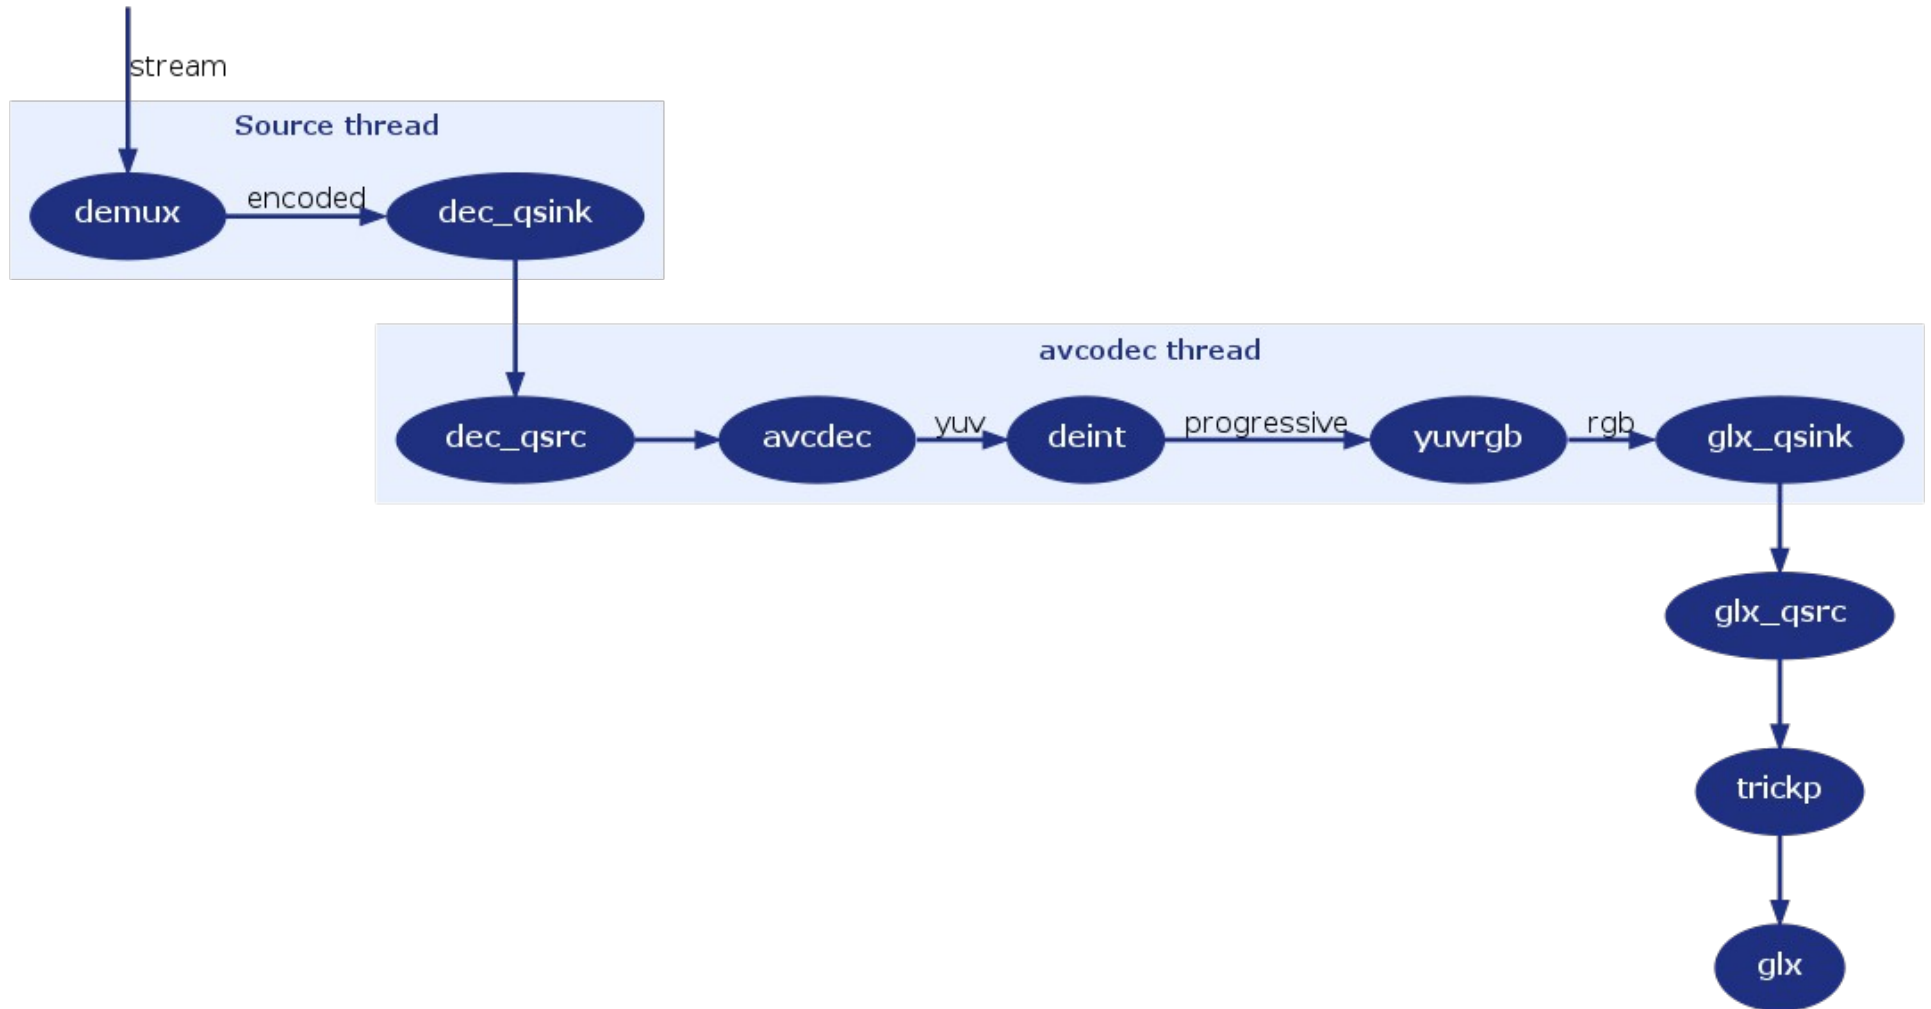 stream
Source thread
demux
encoded
dec_qsink
avcodec thread
dec_qsrc
avcdec
yuv
deint
progressive
yuvrgb
rgb
glx_qsink
glx_qsrc
trickp
glx